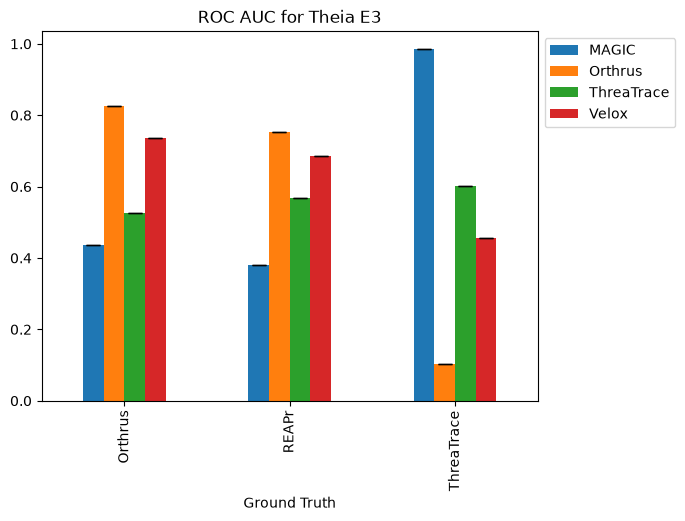 ROC AUC for Theia E3
1.0
0.8
0.6
0.4
0.2
0.0
MAGIC
Orthrus
ThreaTrace
Velox
Orthrus
REAPr
ThreaTrace
Ground Truth